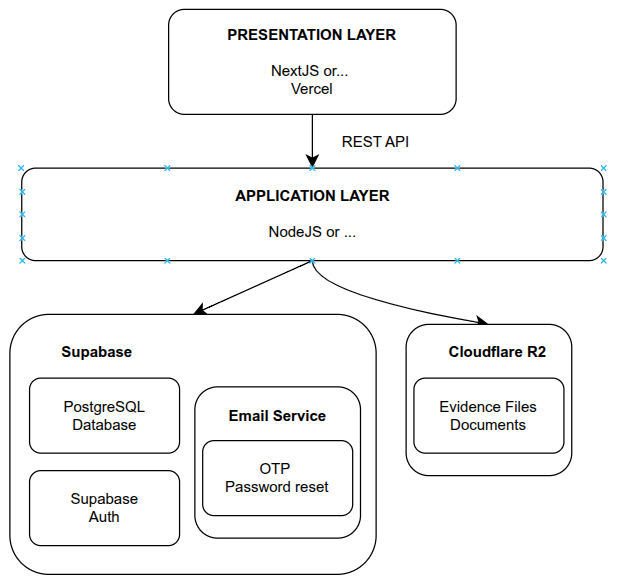 PRESENTATION LAYER
NextJS or...
Vercel
REST API
APPLICATION LAYER
NodeJS or ...
Supabase
PostgreSQL
Database
Supabase
Auth
Email Service
OTP
Password reset
Cloudflare R2
Evidence Files
Documents